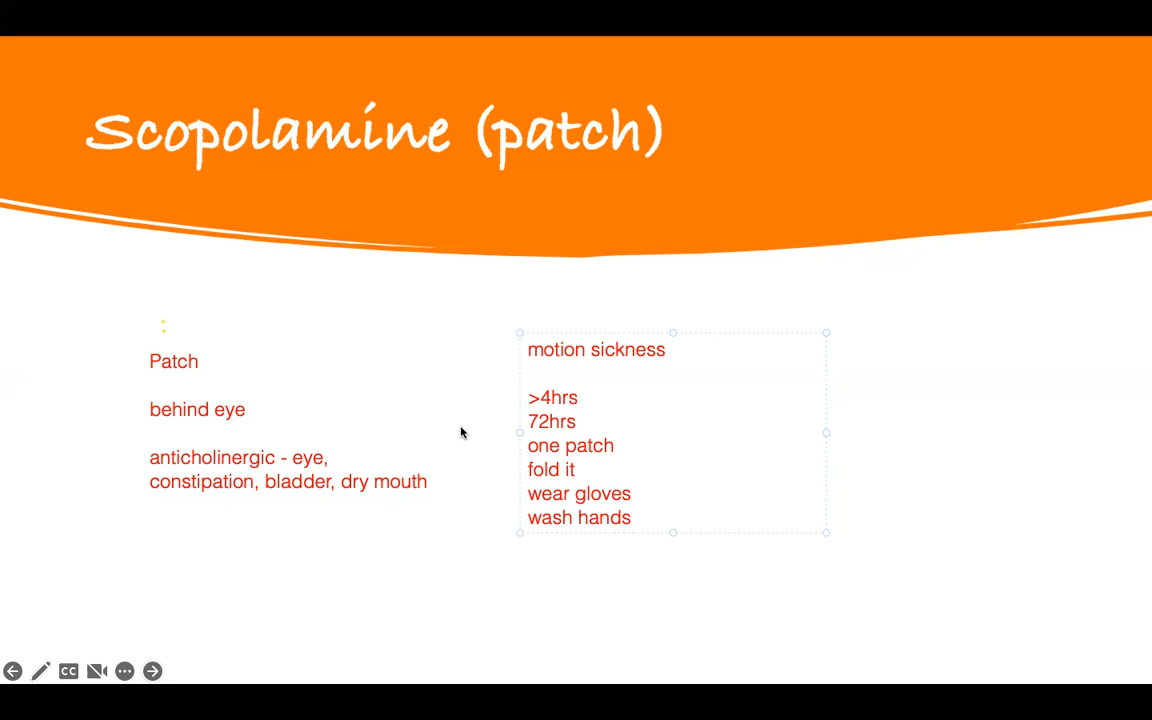 Scopolamine (patch)
:
Patch
behind eye
anticholinergic - eye,
constipation, bladder, dry mouth
motion sickness
>4hrs
72hrs
one patch
fold it
wear gloves
wash hands
CC